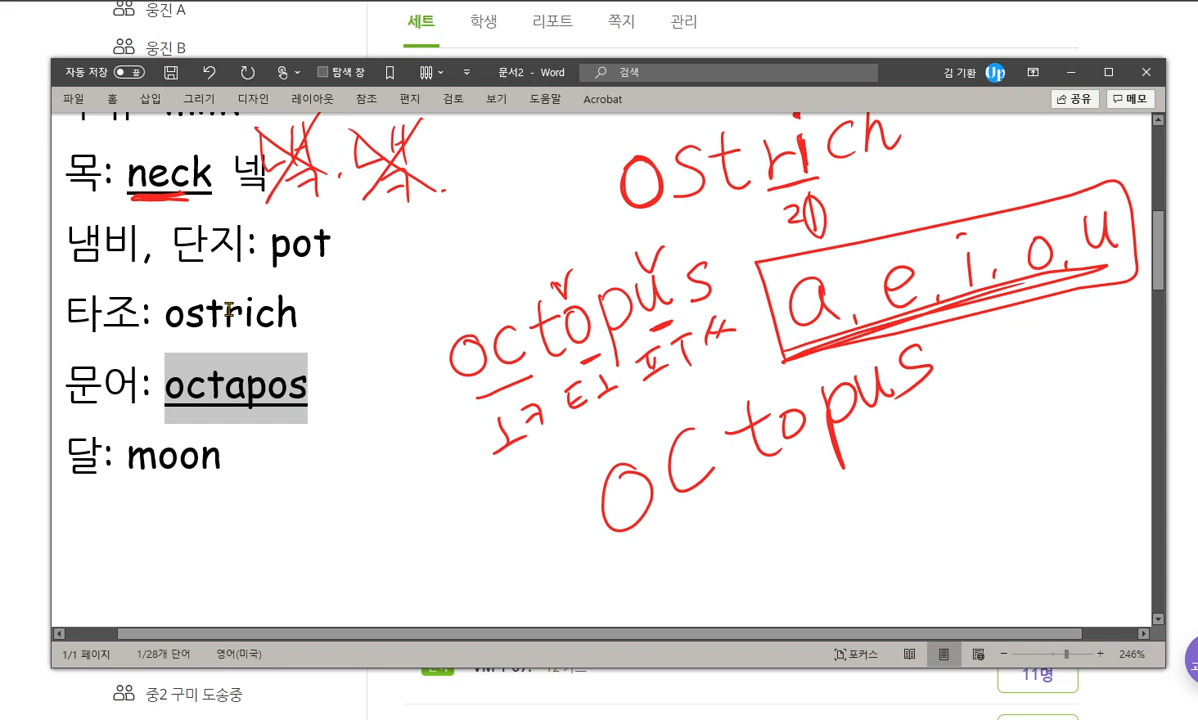 웅진 A
세트 학생 리포트 쪽지 관리
웅진 B
자동 저장 끔 탐색 창 문서2 - Word 검색 김 기환 Up
파일 홈 삽입 그리기 디자인 레이아웃 참조 편지 검토 보기 도움말 Acrobat 공유 메모
목: neck 넥
ostrich
냄비, 단지: pot
a, e, i, o, u
타조: ostrich
octopus
문어: octapos
octopus
달: moon
1/1 페이지 1/28개 단어 영어(미국) 포커스 246%
11명
중2 구미 도송중